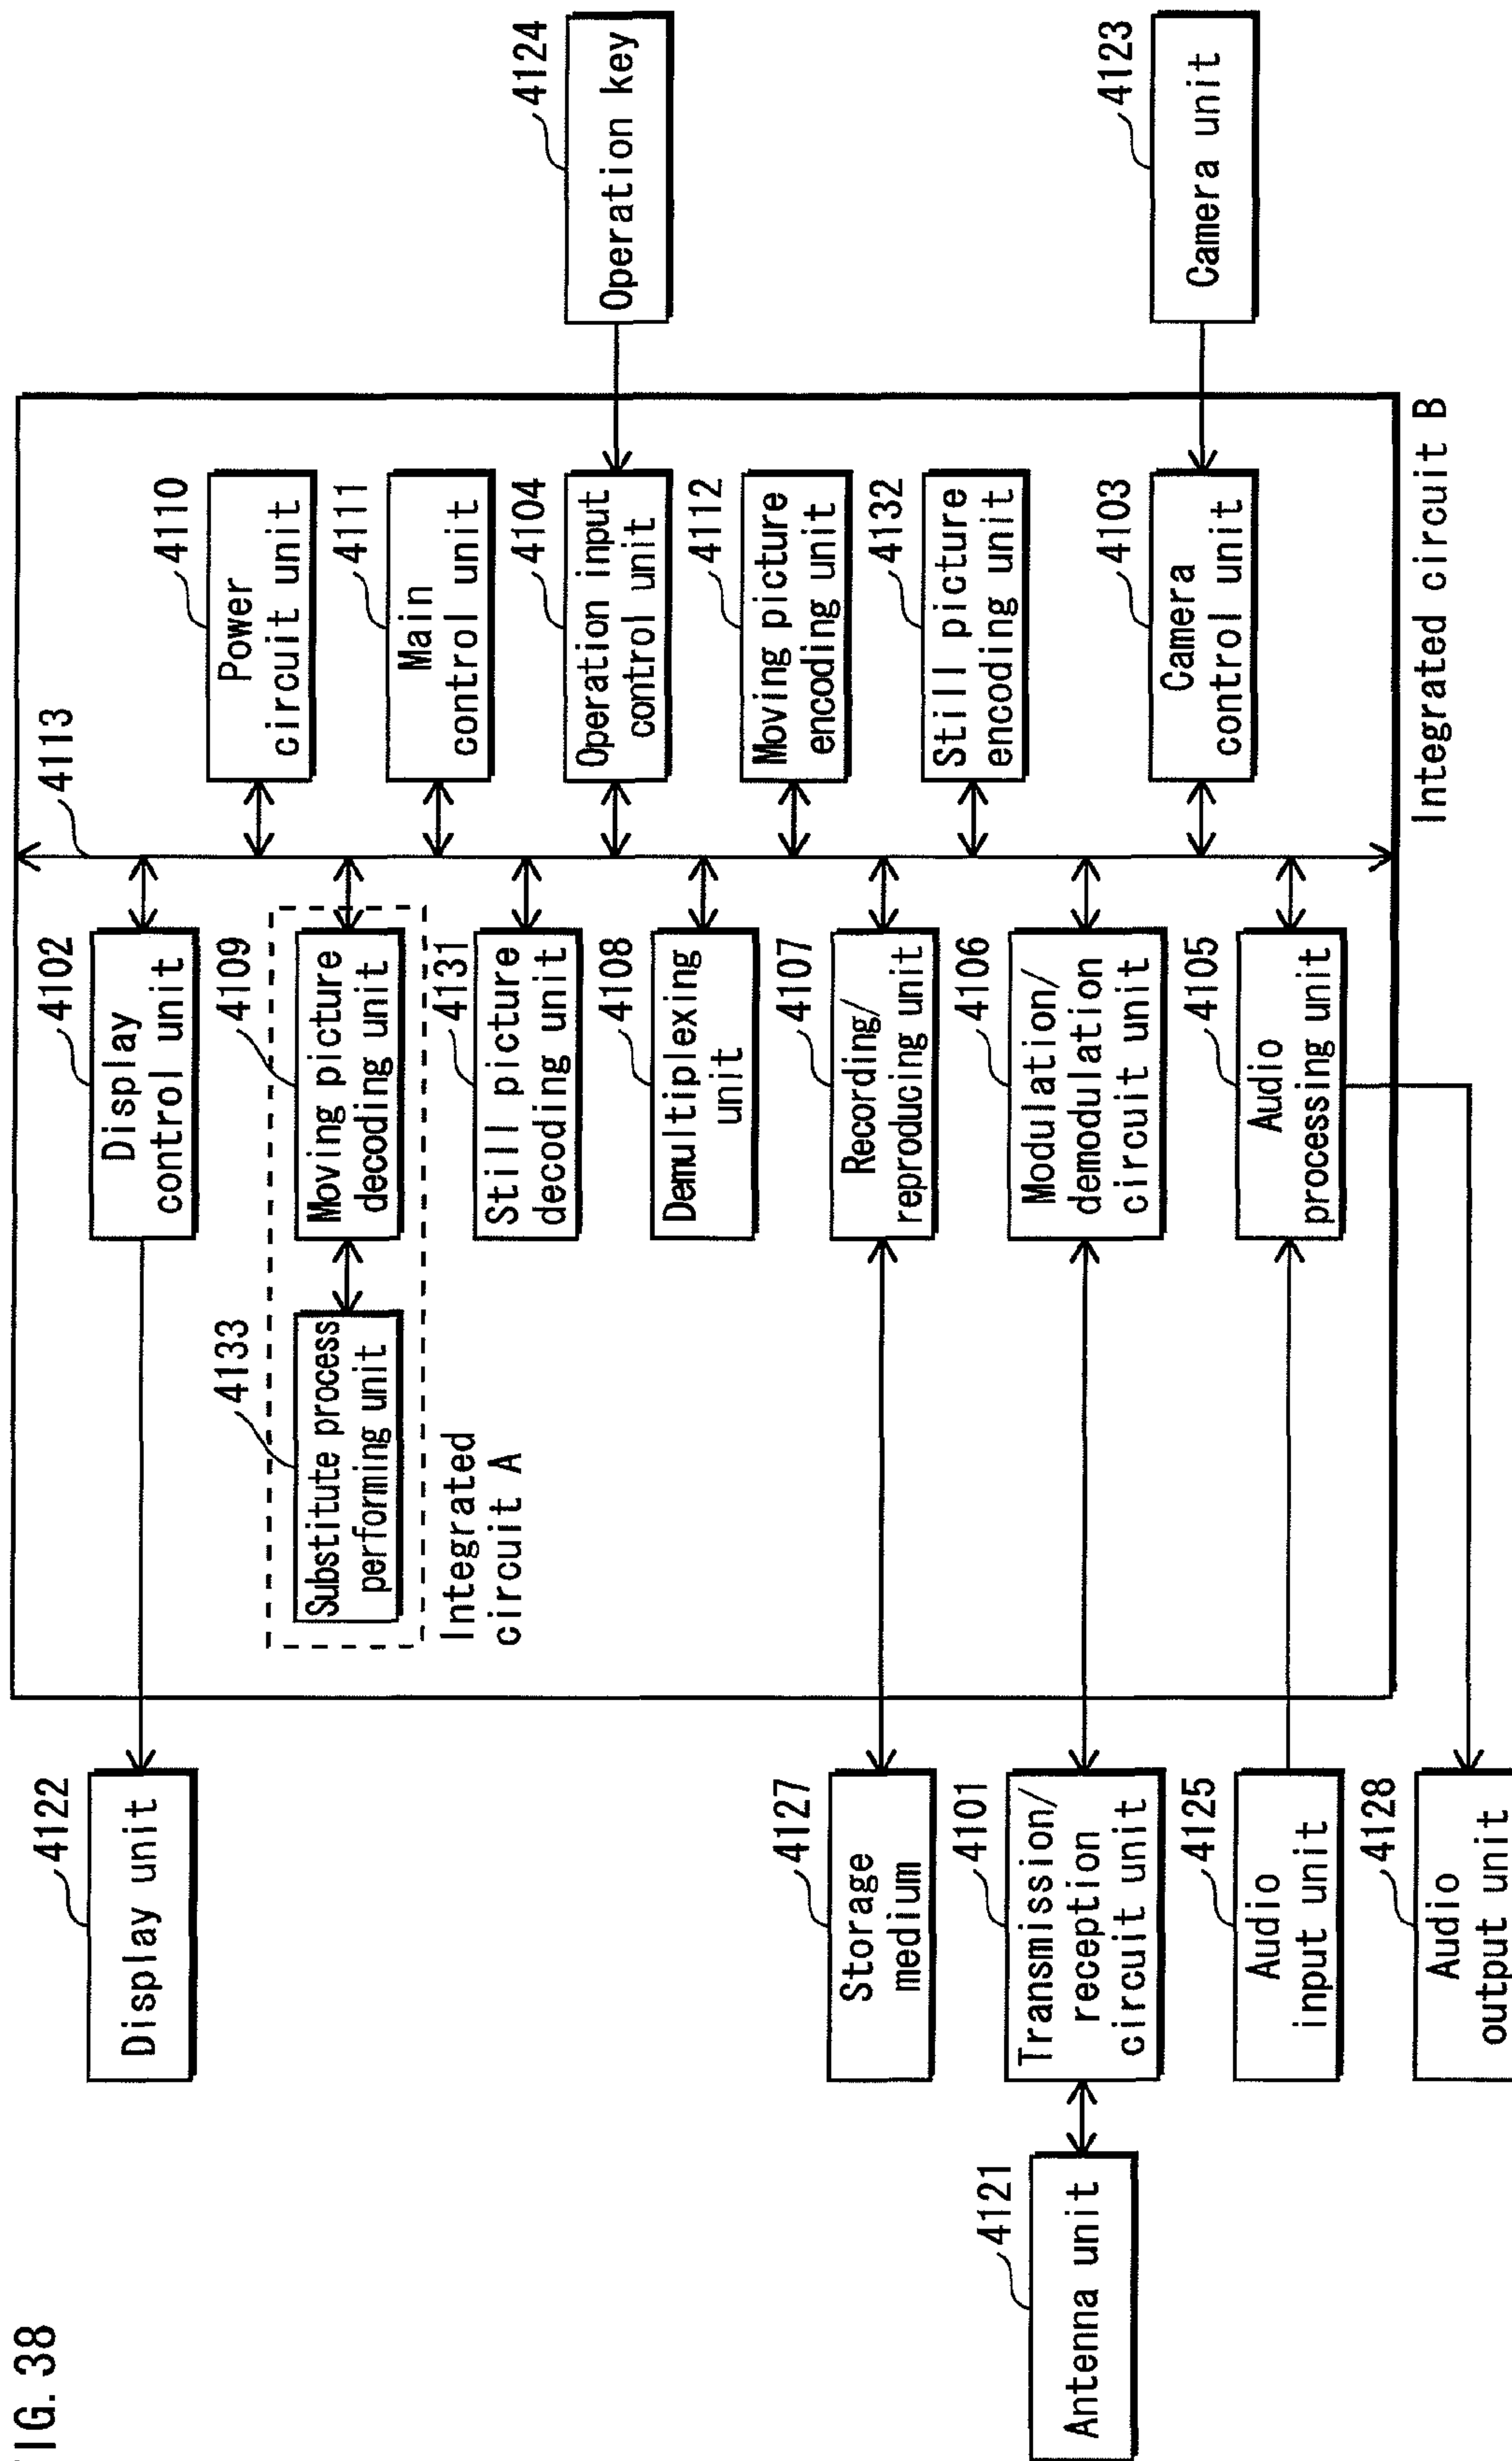 FIG. 38
4122
Display unit
4102
Display
control unit
4113
4133
Substitute process
performing unit
4109
Moving picture
decoding unit
4110
Power
circuit unit
Integrated
circuit A
4131
Still picture
decoding unit
4111
Main
control unit
4108
Demultiplexing
unit
4104
Operation input
control unit
4124
Operation key
4127
Storage
medium
4107
Recording/
reproducing unit
4112
Moving picture
encoding unit
4132
Still picture
encoding unit
4121
Antenna unit
4101
Transmission/
reception
circuit unit
4106
Modulation/
demodulation
circuit unit
4125
Audio
input unit
4105
Audio
processing unit
4103
Camera
control unit
4123
Camera unit
4128
Audio
output unit
Integrated circuit B